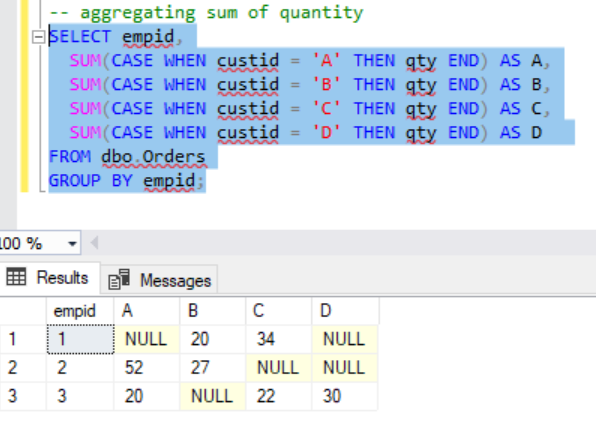 -- aggregating sum of quantity
SELECT empid,
SUM(CASE WHEN custid = 'A' THEN qty END) AS A,
SUM(CASE WHEN custid = 'B' THEN qty END) AS B,
SUM(CASE WHEN custid = 'C' THEN qty END) AS C,
SUM(CASE WHEN custid = 'D' THEN qty END) AS D
FROM dbo.Orders
GROUP BY empid;
100 %
Results Messages
empid A B C D
1 1 NULL 20 34 NULL
2 2 52 27 NULL NULL
3 3 20 NULL 22 30